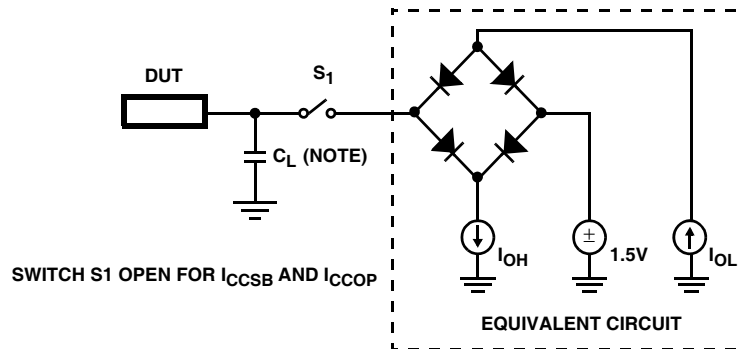 DUT
S1
CL (NOTE)
±
IOH
1.5V
IOL
SWITCH S1 OPEN FOR ICCSB AND ICCOP
EQUIVALENT CIRCUIT